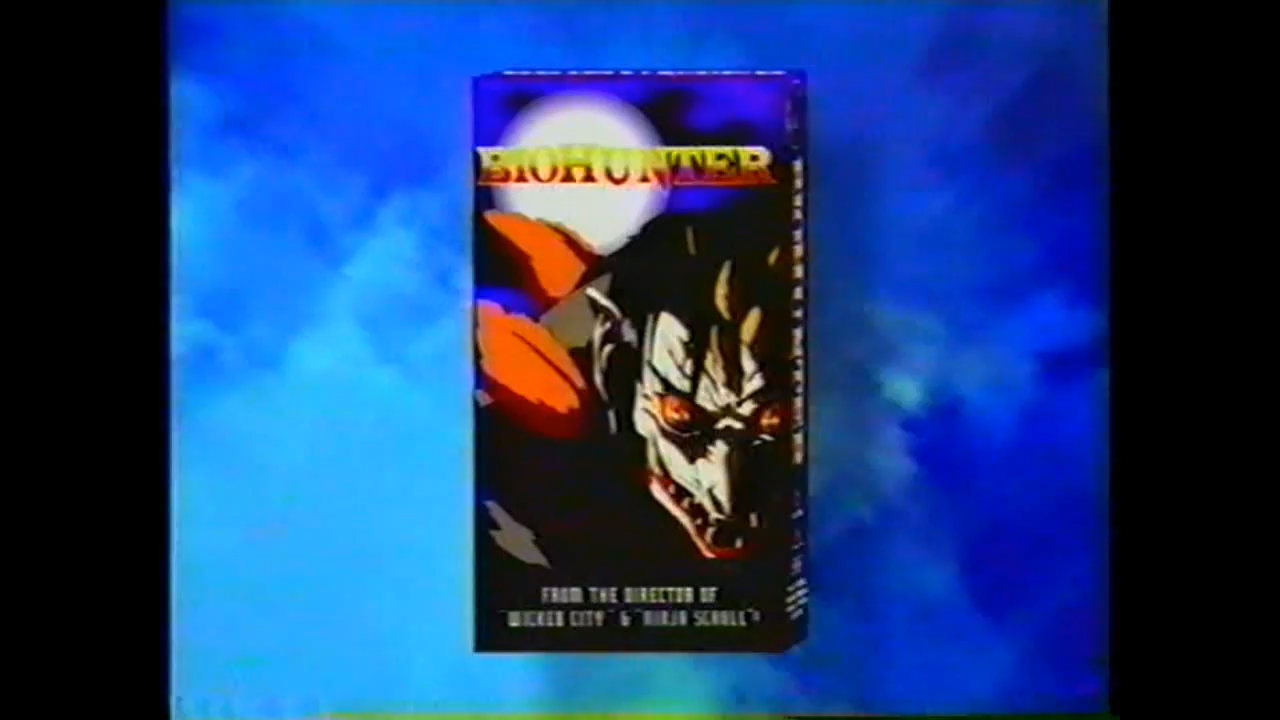 BIOHUNTER
FROM THE DIRECTOR OF
"WICKED CITY" & "NINJA SCROLL"